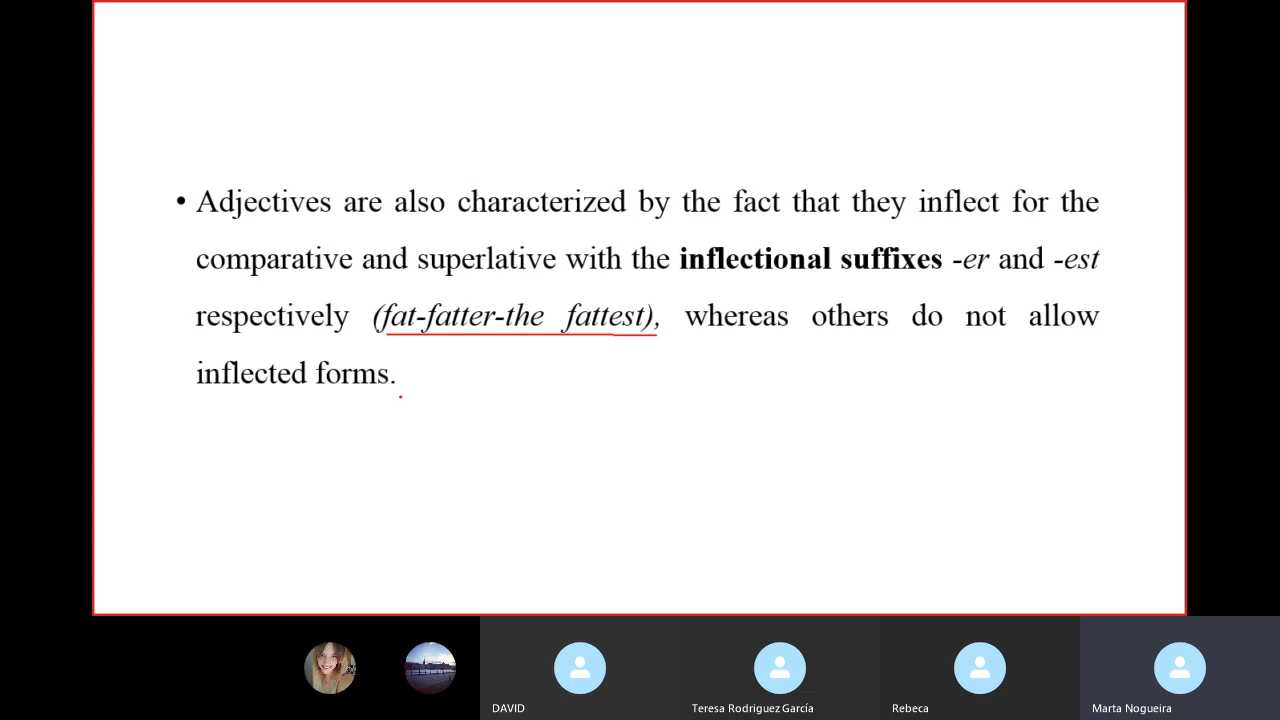 • Adjectives are also characterized by the fact that they inflect for the
comparative and superlative with the inflectional suffixes -er and -est
respectively (fat-fatter-the fattest), whereas others do not allow
inflected forms.
DAVID
Teresa Rodriguez García
Rebeca
Marta Nogueira